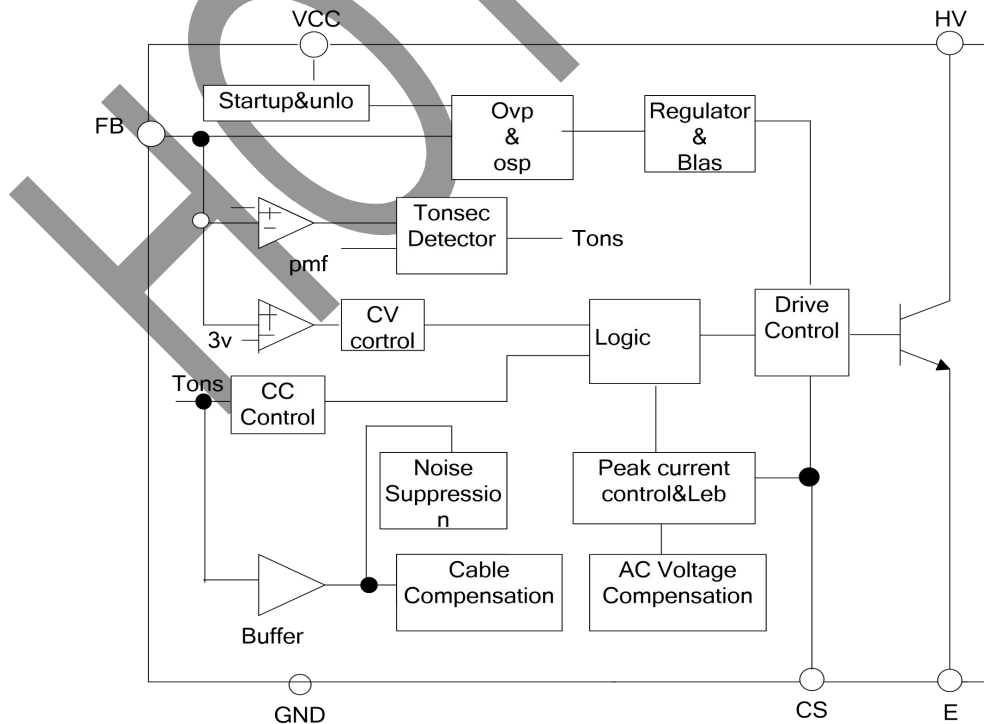 VCC
HV
Startup&unlo
FB
Ovp
&
osp
Regulator
&
Blas
+
−
pmf
Tonsec
Detector
Tons
+
3v
−
CV
cortrol
Logic
Drive
Control
Tons
CC
Control
Noise
Suppressio
n
Peak current
control&Leb
Cable
Compensation
AC Voltage
Compensation
Buffer
GND
CS
E